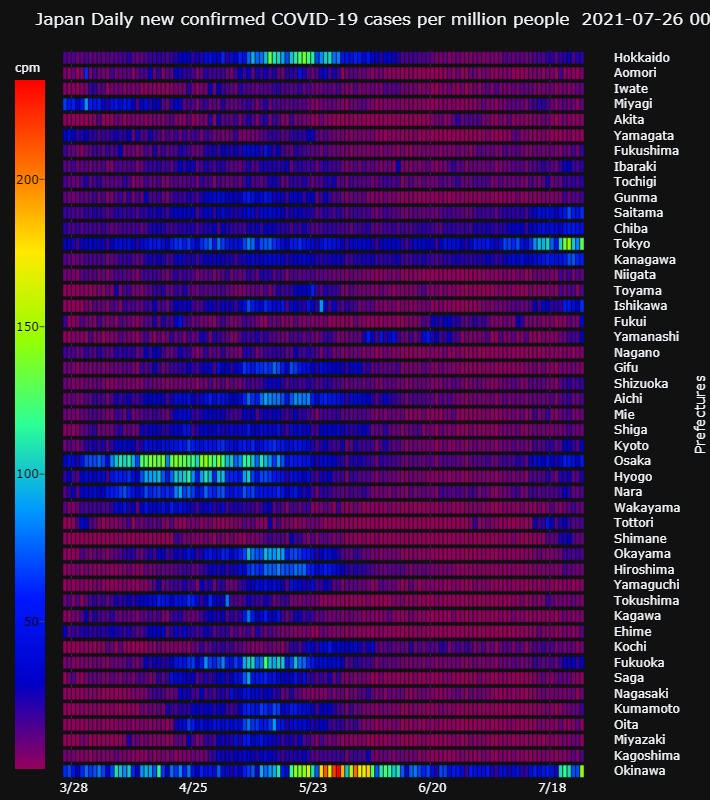 Japan Daily new confirmed COVID-19 cases per million people 2021-07-26 00
cpm
200
150
100
50
Hokkaido
Aomori
Iwate
Miyagi
Akita
Yamagata
Fukushima
Ibaraki
Tochigi
Gunma
Saitama
Chiba
Tokyo
Kanagawa
Niigata
Toyama
Ishikawa
Fukui
Yamanashi
Nagano
Gifu
Shizuoka
Aichi
Mie
Shiga
Kyoto
Osaka
Hyogo
Nara
Wakayama
Tottori
Shimane
Okayama
Hiroshima
Yamaguchi
Tokushima
Kagawa
Ehime
Kochi
Fukuoka
Saga
Nagasaki
Kumamoto
Oita
Miyazaki
Kagoshima
Okinawa
Prefectures
3/28 4/25 5/23 6/20 7/18